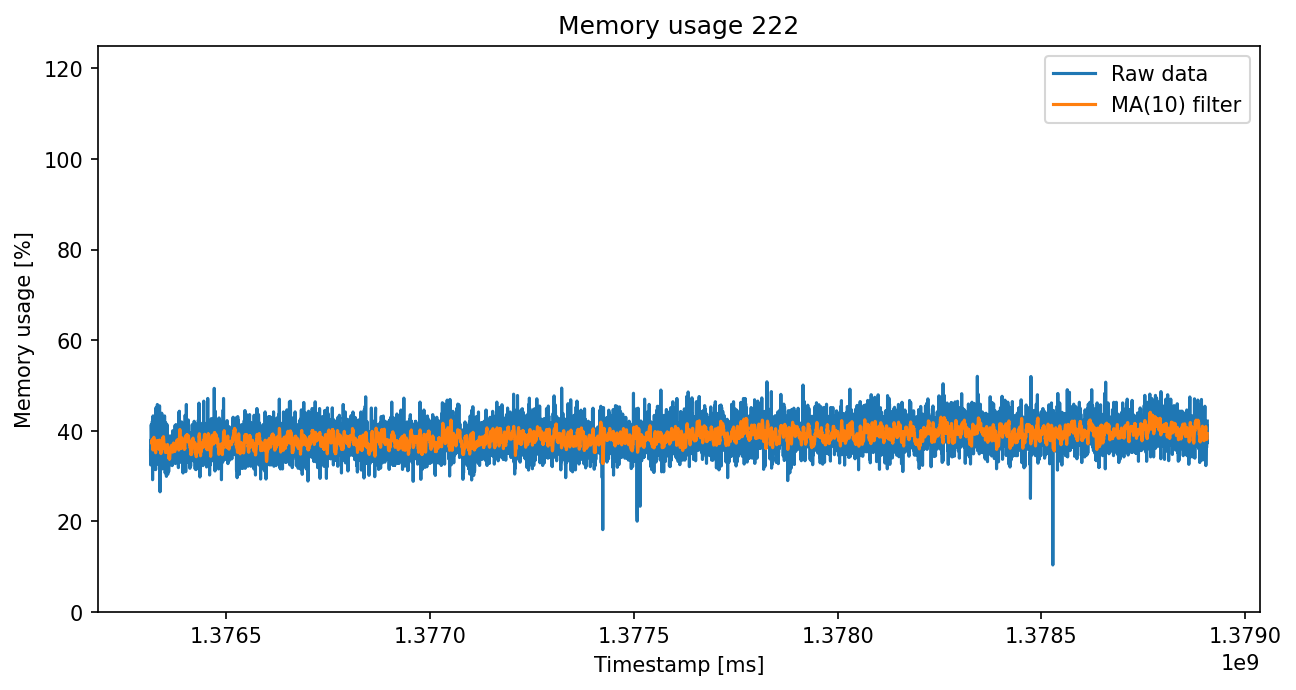 Memory usage 222
Raw data
MA(10) filter
Memory usage [%]
120
100
80
60
40
20
0
1.3765 1.3770 1.3775 1.3780 1.3785 1.3790
1e9
Timestamp [ms]